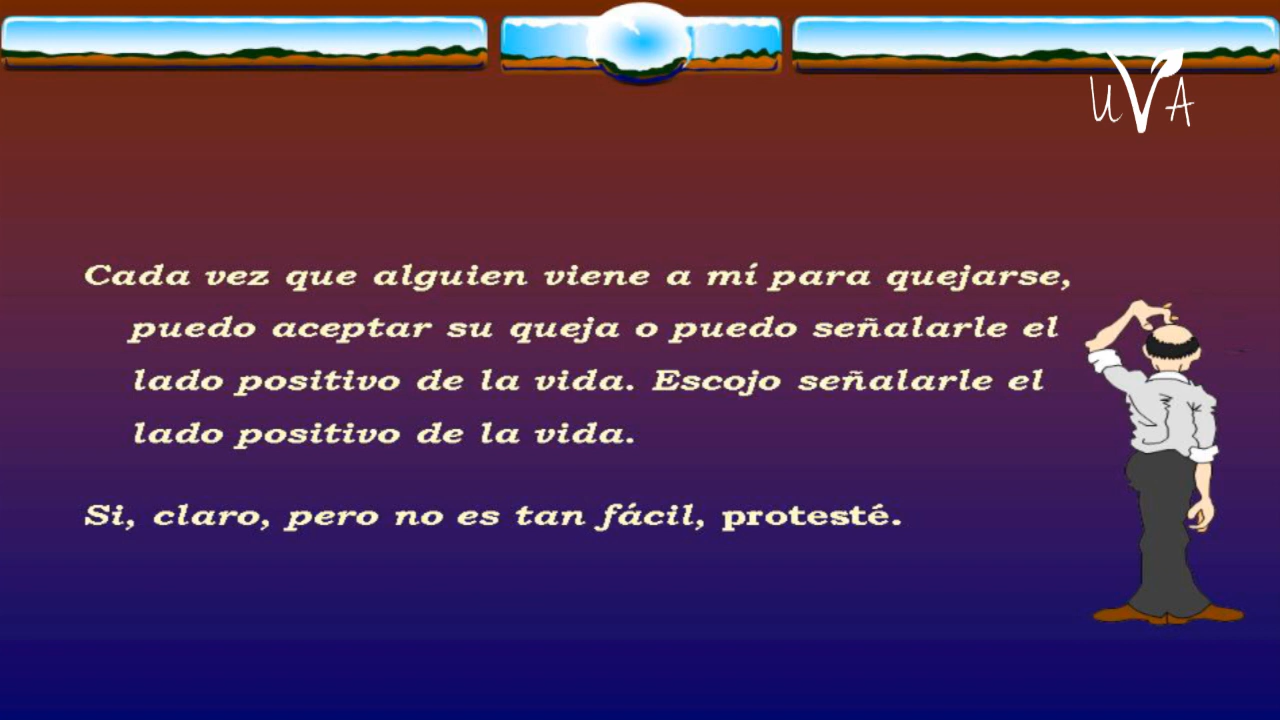 UVA
Cada vez que alguien viene a mí para quejarse,
puedo aceptar su queja o puedo señalarle el
lado positivo de la vida. Escojo señalarle el
lado positivo de la vida.
Si, claro, pero no es tan fácil, protesté.